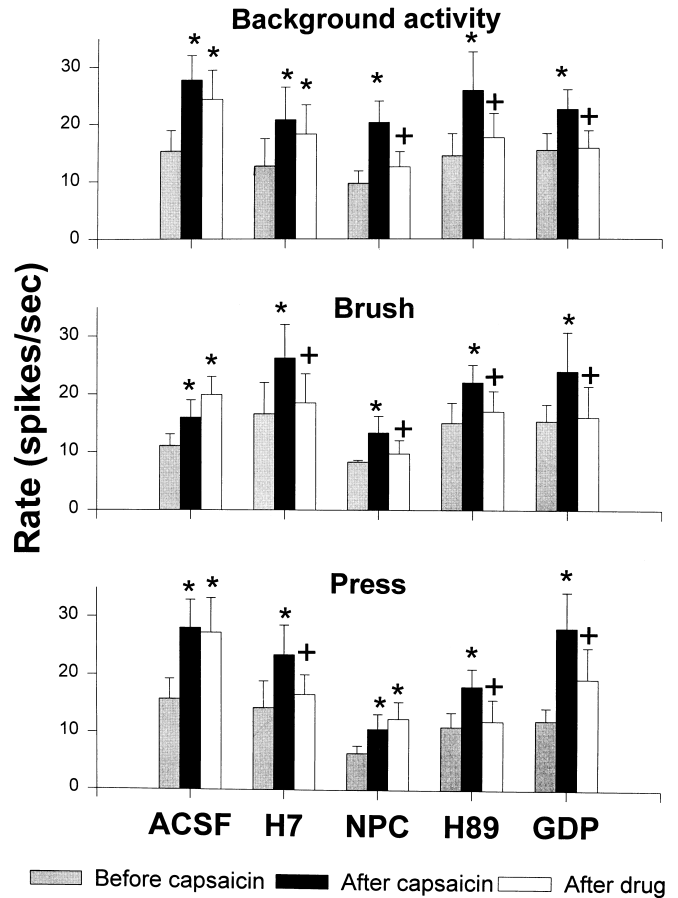 Background activity
* * * * * * + * +
30
20
10
0
Rate (spikes/sec)
Brush
* * * + * + * + * +
30
20
10
0
Press
* * * + * * * + * +
30
20
10
0
ACSF H7 NPC H89 GDP
Before capsaicin After capsaicin After drug